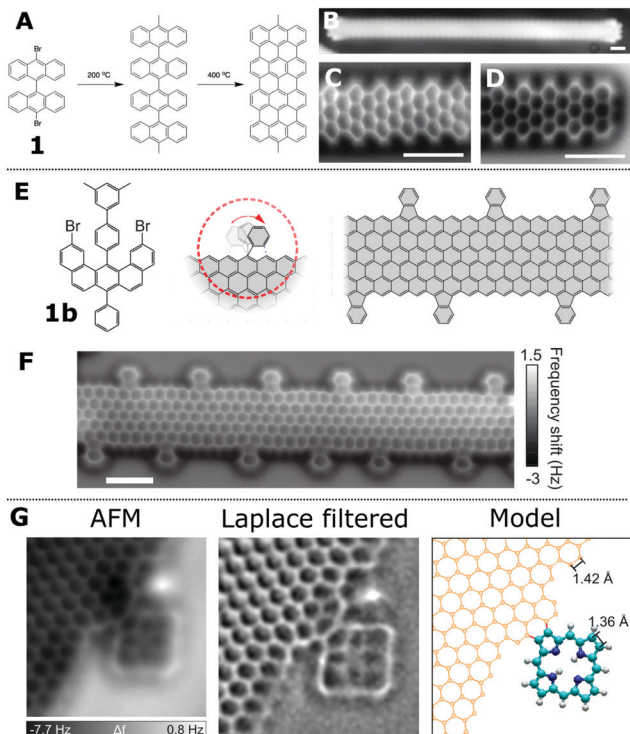 A
Br
200 °C
400 °C
Br
1
B
C
D
E
Br
Br
1b
F
1.5
-3
Frequency shift (Hz)
G
AFM
Laplace filtered
Model
1.42 Å
1.36 Å
-7.7 Hz Δf 0.8 Hz